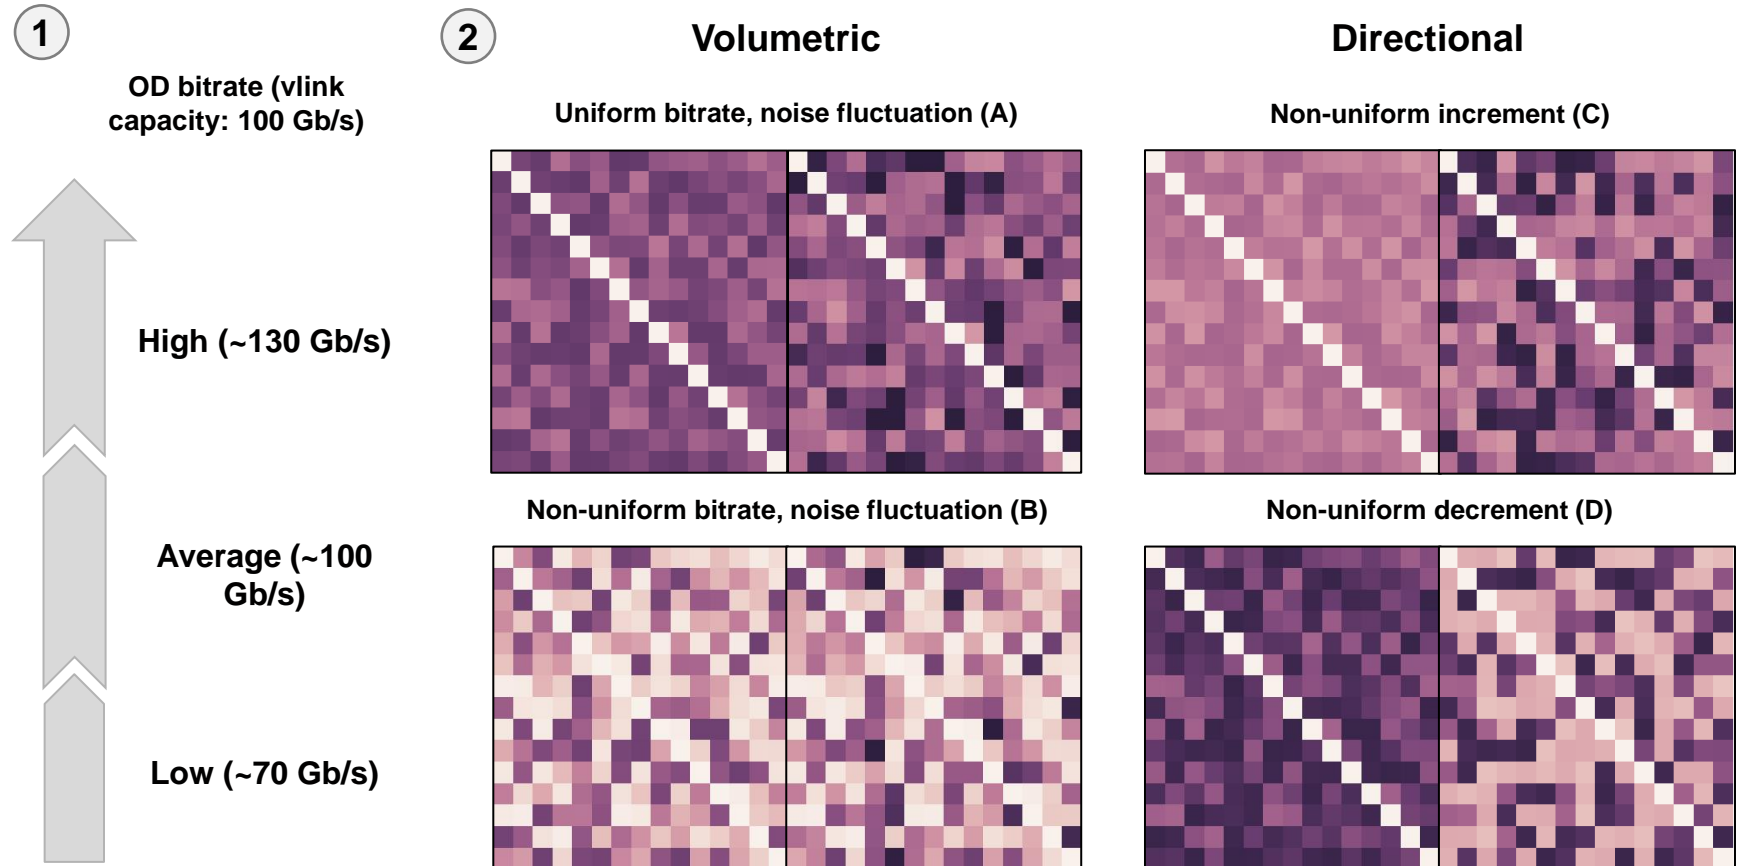 1
OD bitrate (vlink
capacity: 100 Gb/s)
High (~130 Gb/s)
Average (~100
Gb/s)
Low (~70 Gb/s)
2
Volumetric
Directional
Uniform bitrate, noise fluctuation (A)
Non-uniform increment (C)
Non-uniform bitrate, noise fluctuation (B)
Non-uniform decrement (D)